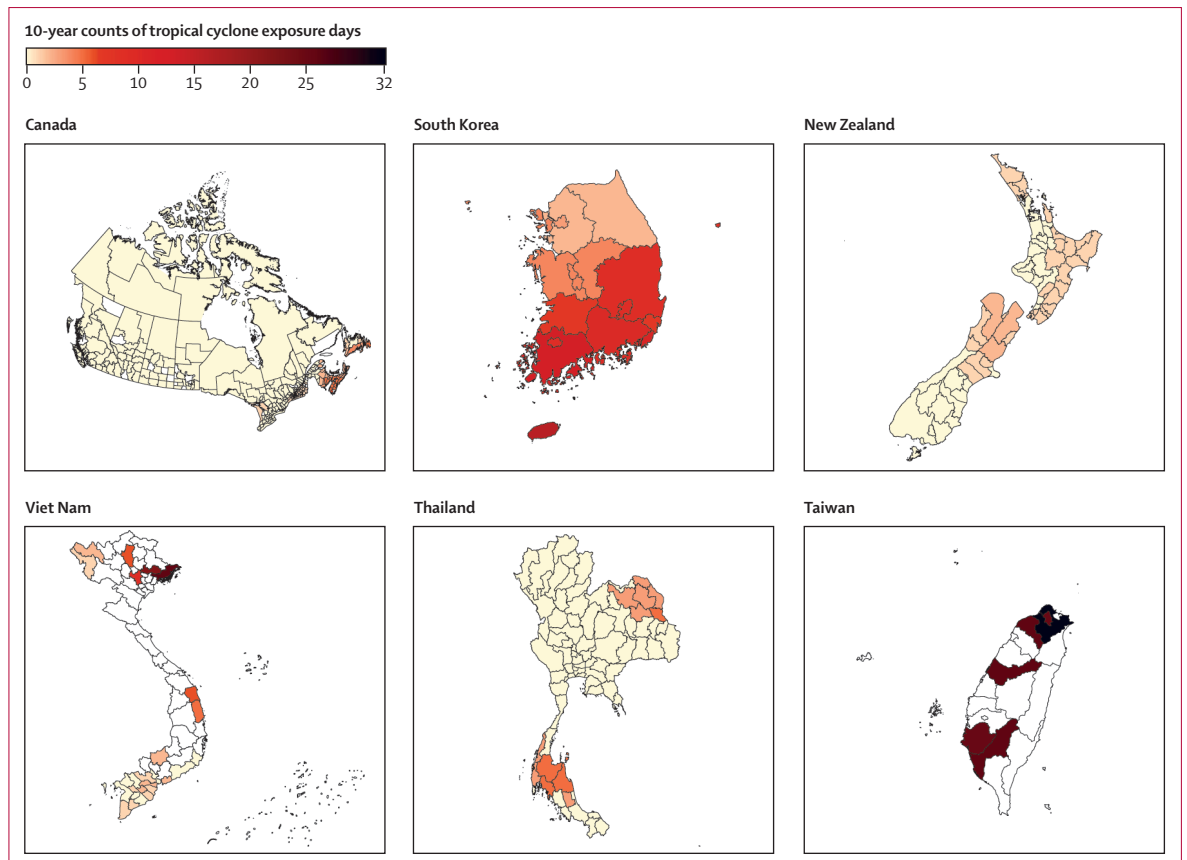 10-year counts of tropical cyclone exposure days
0 5 10 15 20 25 32
Canada South Korea New Zealand
Viet Nam Thailand Taiwan